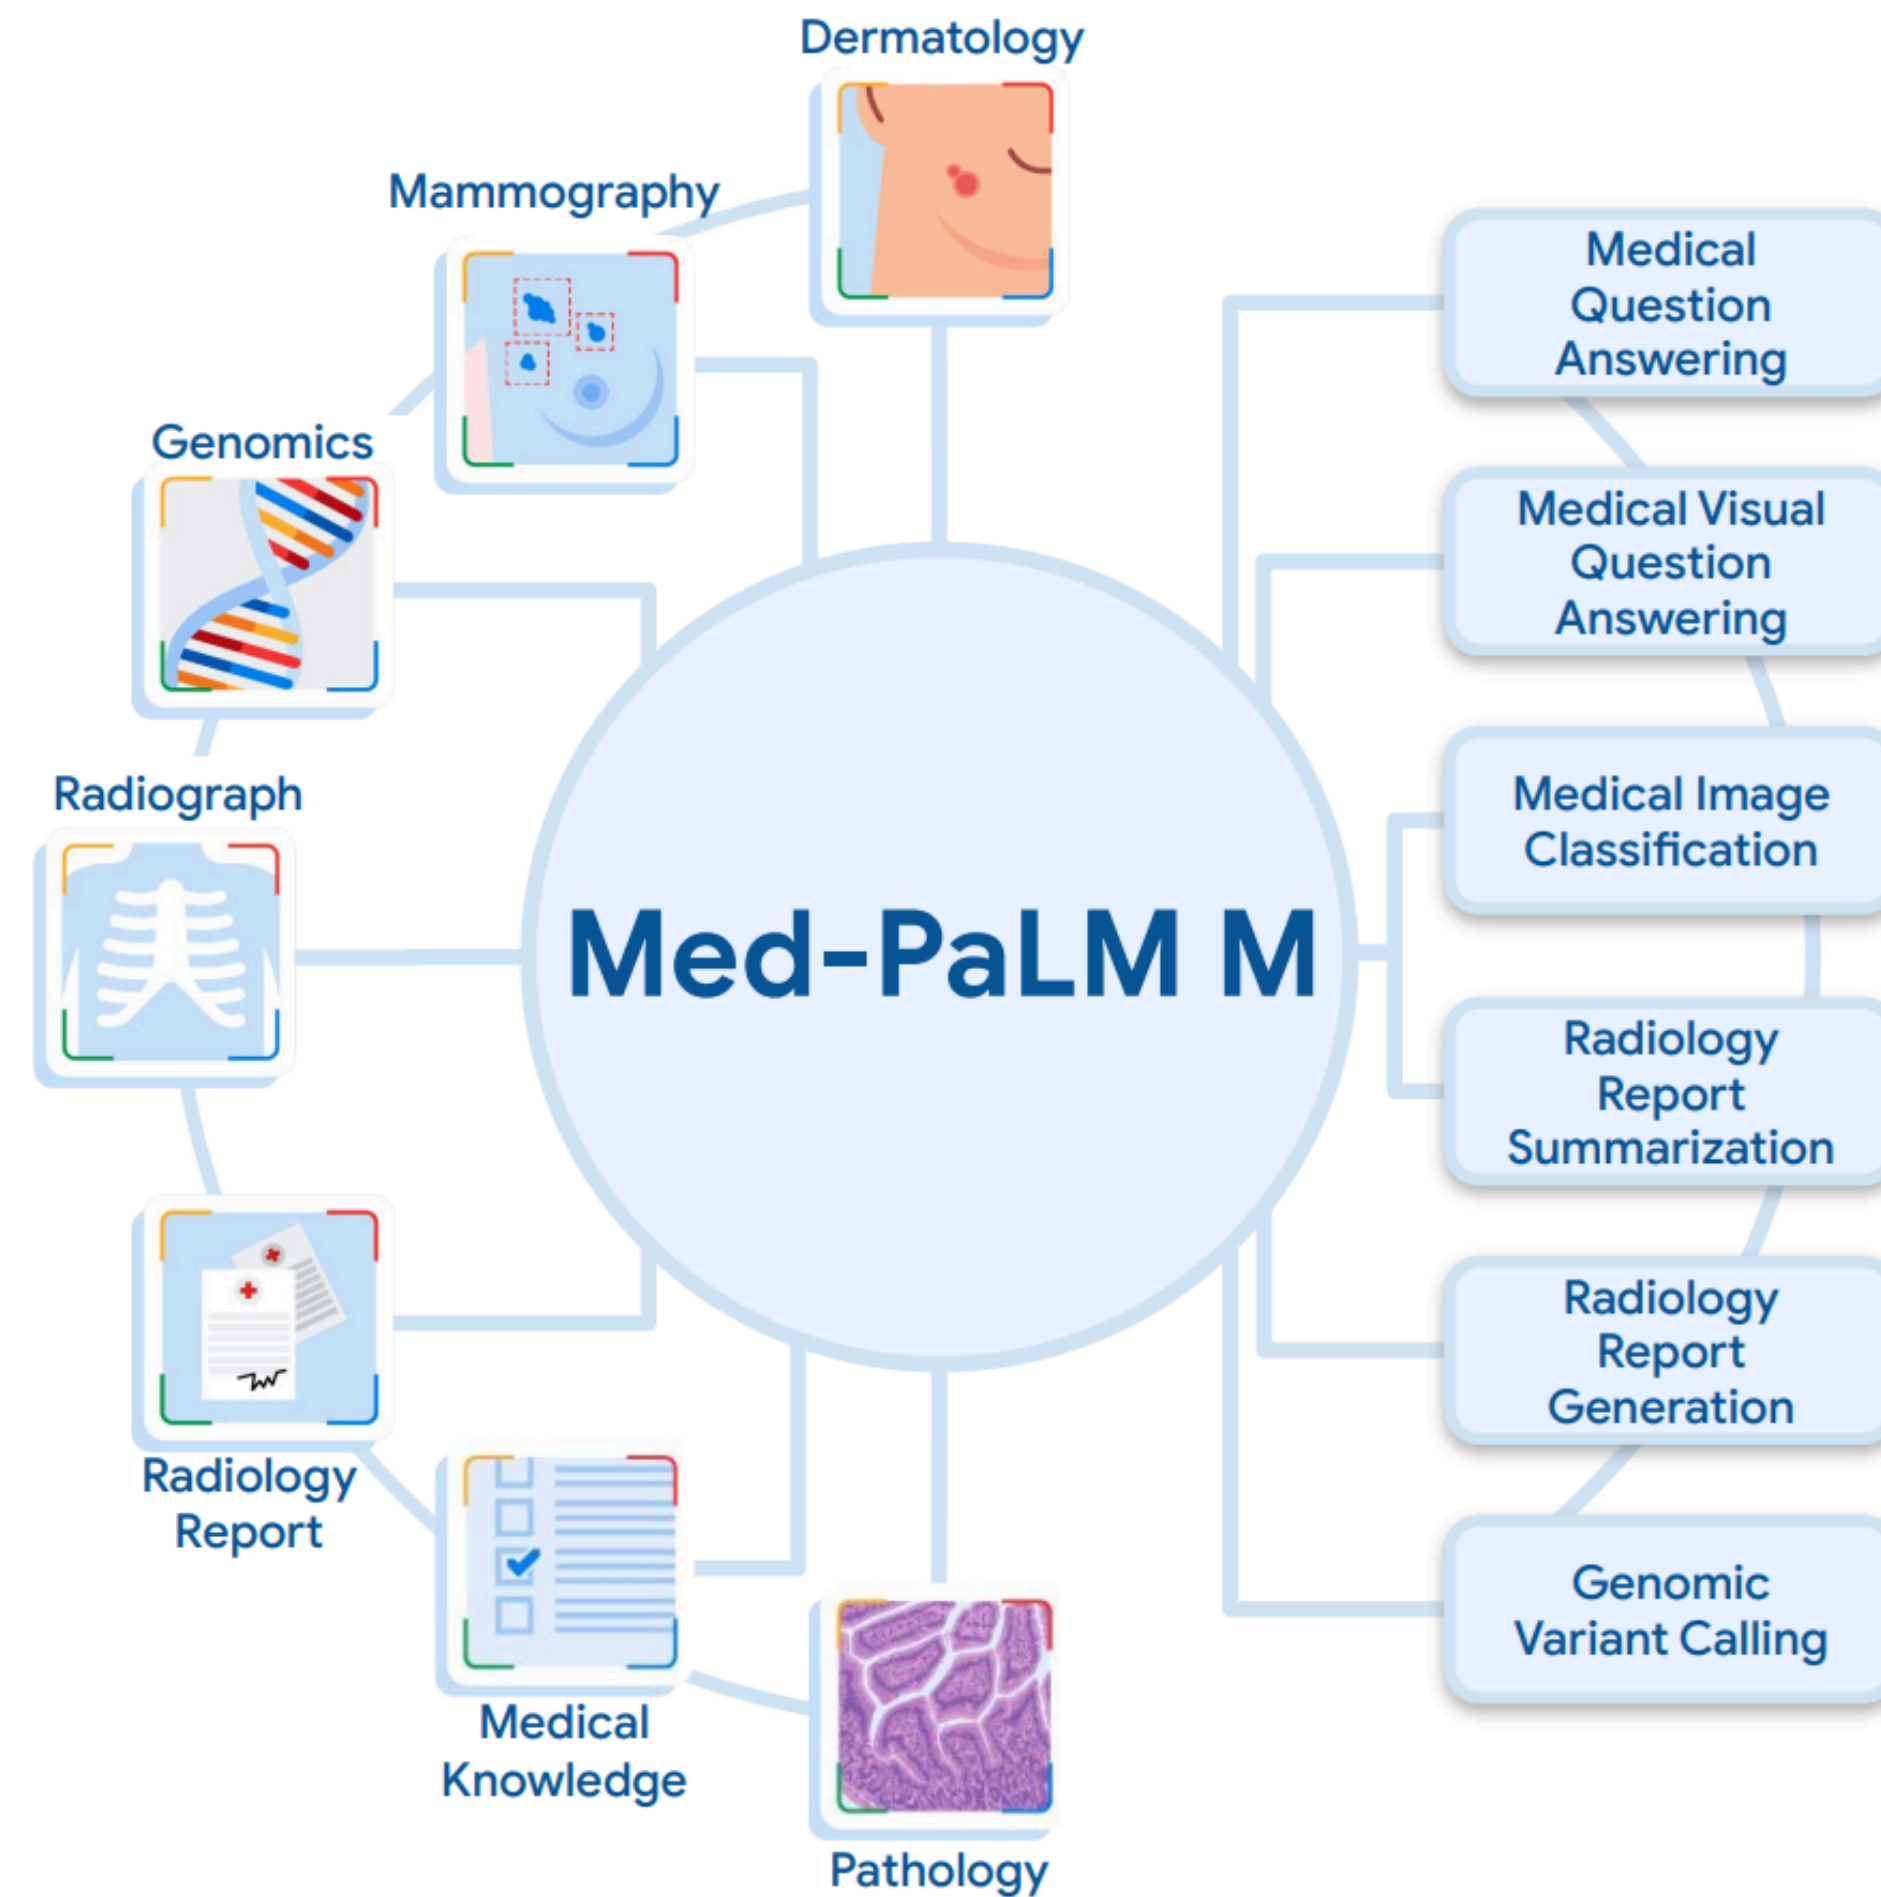 Dermatology
Mammography
Genomics
Radiograph
Radiology
Report
Medical
Knowledge
Pathology
Med-PaLM M
Medical
Question
Answering
Medical Visual
Question
Answering
Medical Image
Classification
Radiology
Report
Summarization
Radiology
Report
Generation
Genomic
Variant Calling